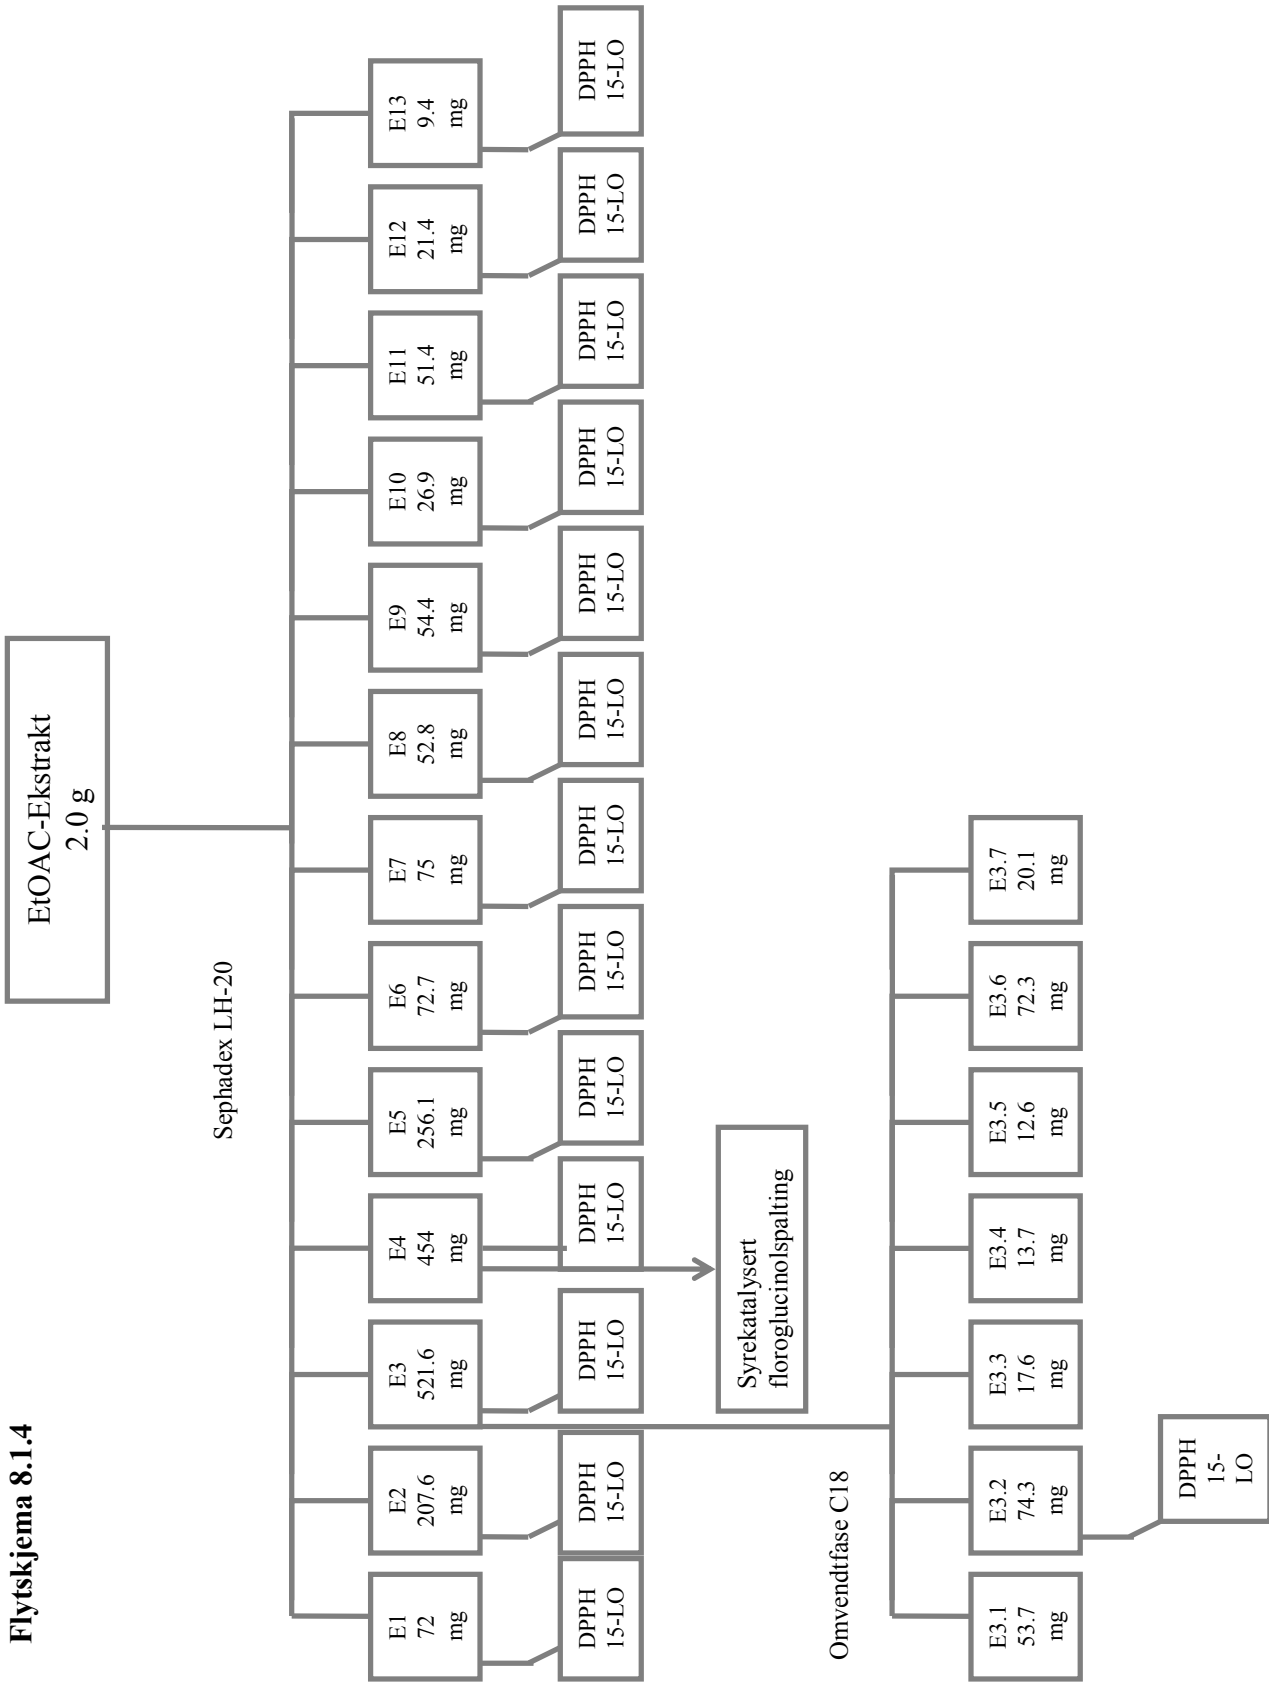 Flytskjema 8.1.4
EtOAC-Ekstrakt
2.0 g
Sephadex LH-20
E1
72
mg
E2
207.6
mg
E3
521.6
mg
E4
454
mg
E5
256.1
mg
E6
72.7
mg
E7
75
mg
E8
52.8
mg
E9
54.4
mg
E10
26.9
mg
E11
51.4
mg
E12
21.4
mg
E13
9.4
mg
DPPH
15-LO
DPPH
15-LO
DPPH
15-LO
DPPH
15-LO
DPPH
15-LO
DPPH
15-LO
DPPH
15-LO
DPPH
15-LO
DPPH
15-LO
DPPH
15-LO
DPPH
15-LO
DPPH
15-LO
DPPH
15-LO
Syrekatalysert
floroglucinolspalting
Omvendtfase C18
E3.1
53.7
mg
E3.2
74.3
mg
E3.3
17.6
mg
E3.4
13.7
mg
E3.5
12.6
mg
E3.6
72.3
mg
E3.7
20.1
mg
DPPH
15-
LO